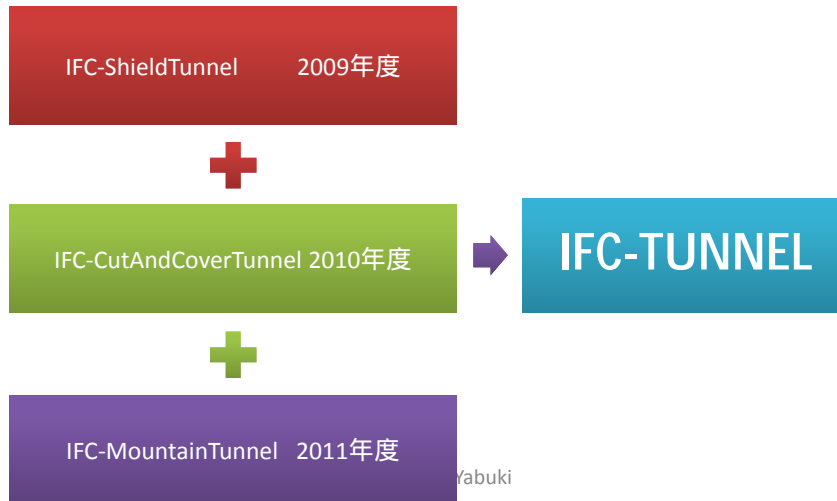 IFC-ShieldTunnel 2009年度
IFC-CutAndCoverTunnel 2010年度
IFC-TUNNEL
IFC-MountainTunnel 2011年度
Yabuki